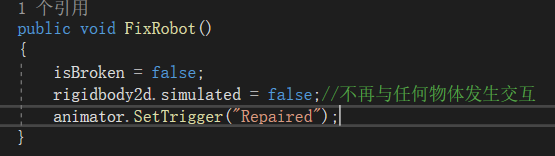 1 个引用
public void FixRobot()
{
isBroken = false;
rigidbody2d.simulated = false;//不再与任何物体发生交互
animator.SetTrigger("Repaired");
}